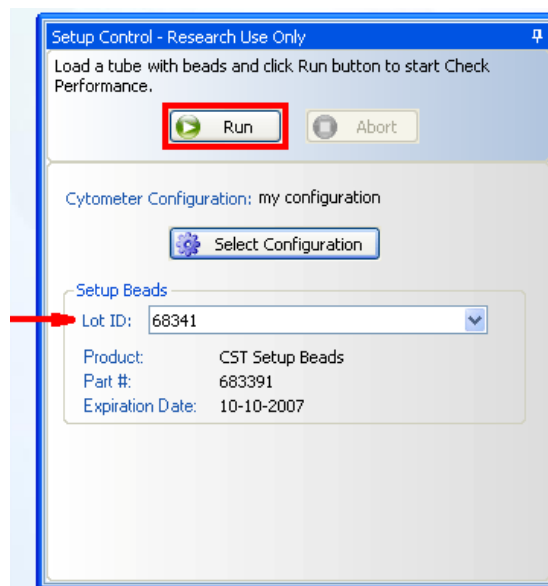 Setup Control - Research Use Only
Load a tube with beads and click Run button to start Check
Performance.
Run Abort
Cytometer Configuration: my configuration
Select Configuration
Setup Beads
Lot ID: 68341
Product: CST Setup Beads
Part #: 683391
Expiration Date: 10-10-2007